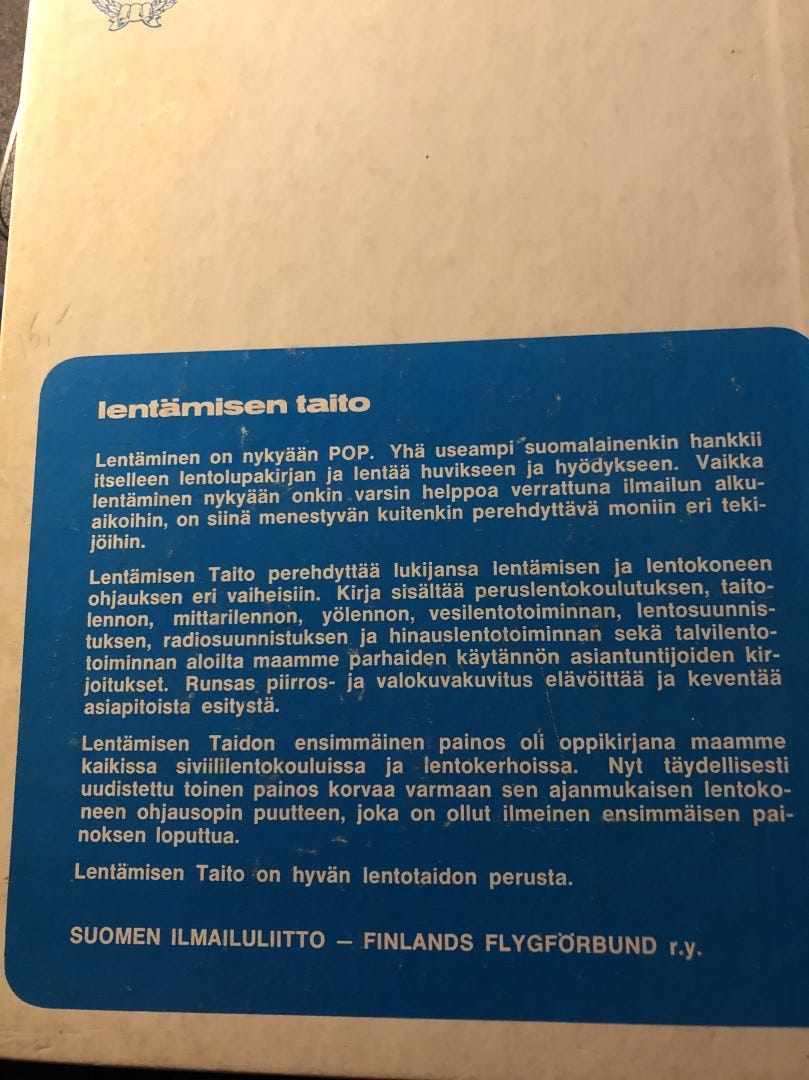 15,-
lentämisen taito
Lentäminen on nykyään POP. Yhä useampi suomalainenkin hankkii
itselleen lentolupakirjan ja lentää huvikseen ja hyödykseen. Vaikka
lentäminen nykyään onkin varsin helppoa verrattuna ilmailun alku-
aikoihin, on siinä menestyvän kuitenkin perehdyttävä moniin eri teki-
jöihin.
Lentämisen Taito perehdyttää lukijansa lentämisen ja lentokoneen
ohjauksen eri vaiheisiin. Kirja sisältää peruslentokoulutuksen, taito-
lennon, mittarilennon, yölennon, vesilentotoiminnan, lentosuunnis-
tuksen, radiosuunnistuksen ja hinauslentotoiminnan sekä talvilento-
toiminnan aloilta maamme parhaiden käytännön asiantuntijoiden kir-
joitukset. Runsas piirros- ja valokuvakuvitus elävöittää ja keventää
asiapitoista esitystä.
Lentämisen Taidon ensimmäinen painos oli oppikirjana maamme
kaikissa siviililentokouluissa ja lentokerhoissa. Nyt täydellisesti
uudistettu toinen painos korvaa varmaan sen ajanmukaisen lentoko-
neen ohjausopin puutteen, joka on ollut ilmeinen ensimmäisen pai-
noksen loputtua.
Lentämisen Taito on hyvän lentotaidon perusta.
SUOMEN ILMAILULIITTO — FINLANDS FLYGFÖRBUND r.y.